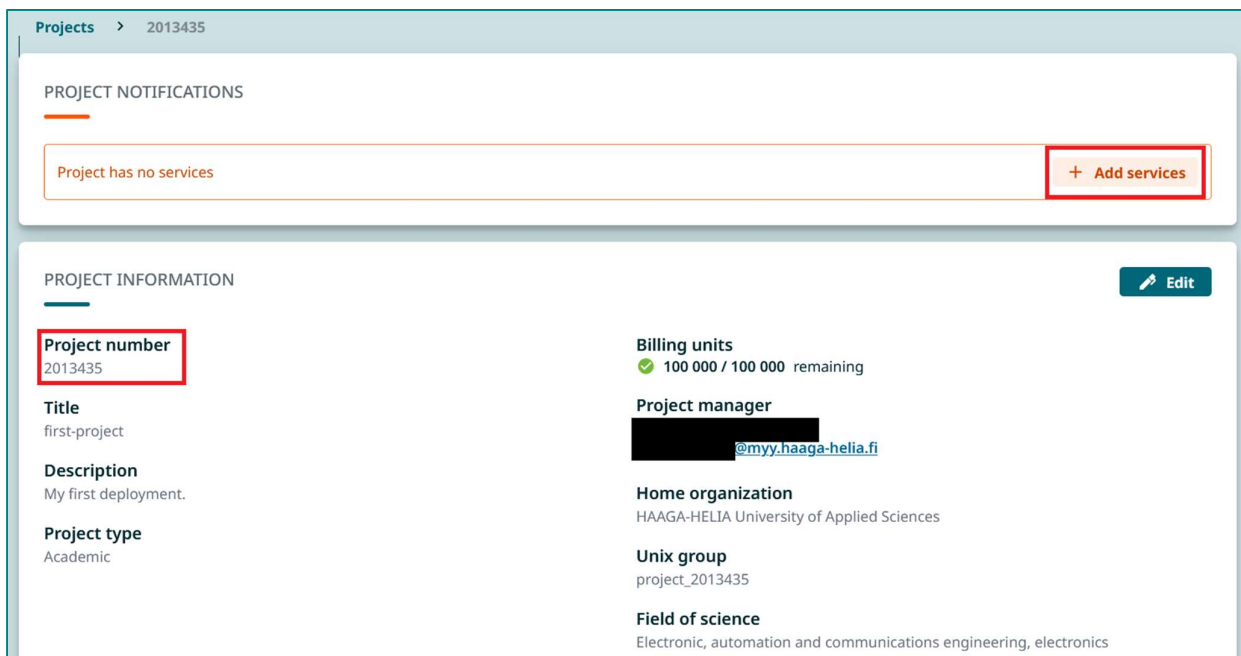 Projects > 2013435
PROJECT NOTIFICATIONS
Project has no services
+ Add services
PROJECT INFORMATION
Edit
Project number
2013435
Title
first-project
Description
My first deployment.
Project type
Academic
Billing units
100 000 / 100 000 remaining
Project manager
@myy.haaga-helia.fi
Home organization
HAAGA-HELIA University of Applied Sciences
Unix group
project_2013435
Field of science
Electronic, automation and communications engineering, electronics